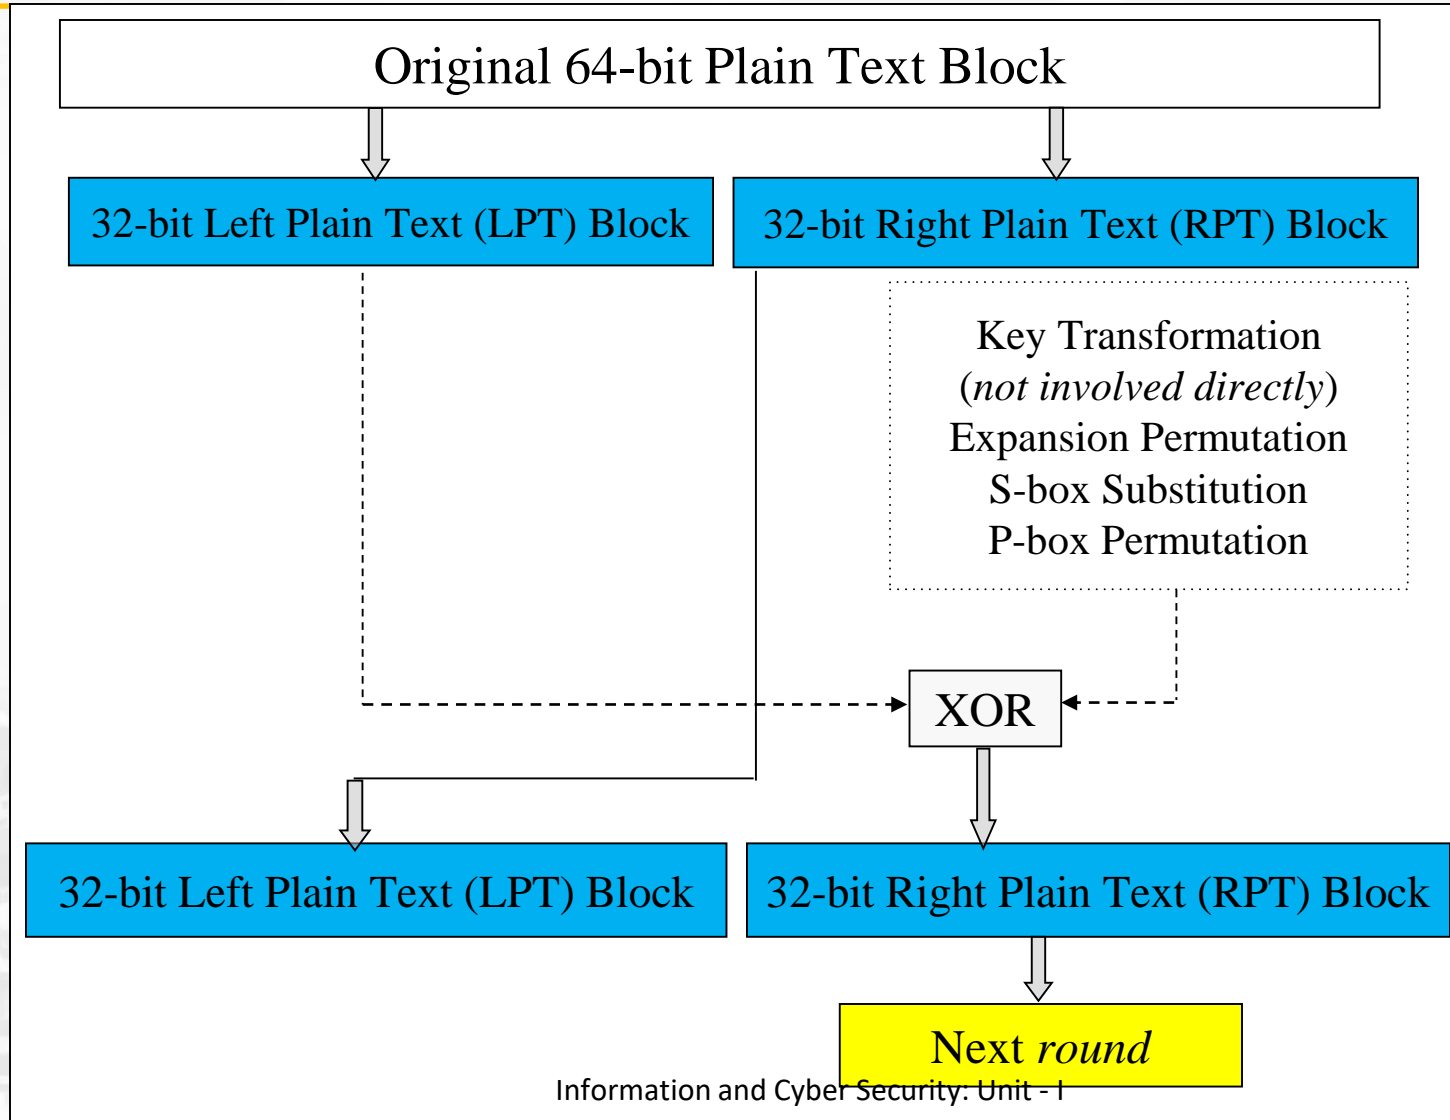 Original 64-bit Plain Text Block
32-bit Left Plain Text (LPT) Block
32-bit Right Plain Text (RPT) Block
Key Transformation
(not involved directly)
Expansion Permutation
S-box Substitution
P-box Permutation
XOR
32-bit Left Plain Text (LPT) Block
32-bit Right Plain Text (RPT) Block
Next round
Information and Cyber Security: Unit - I